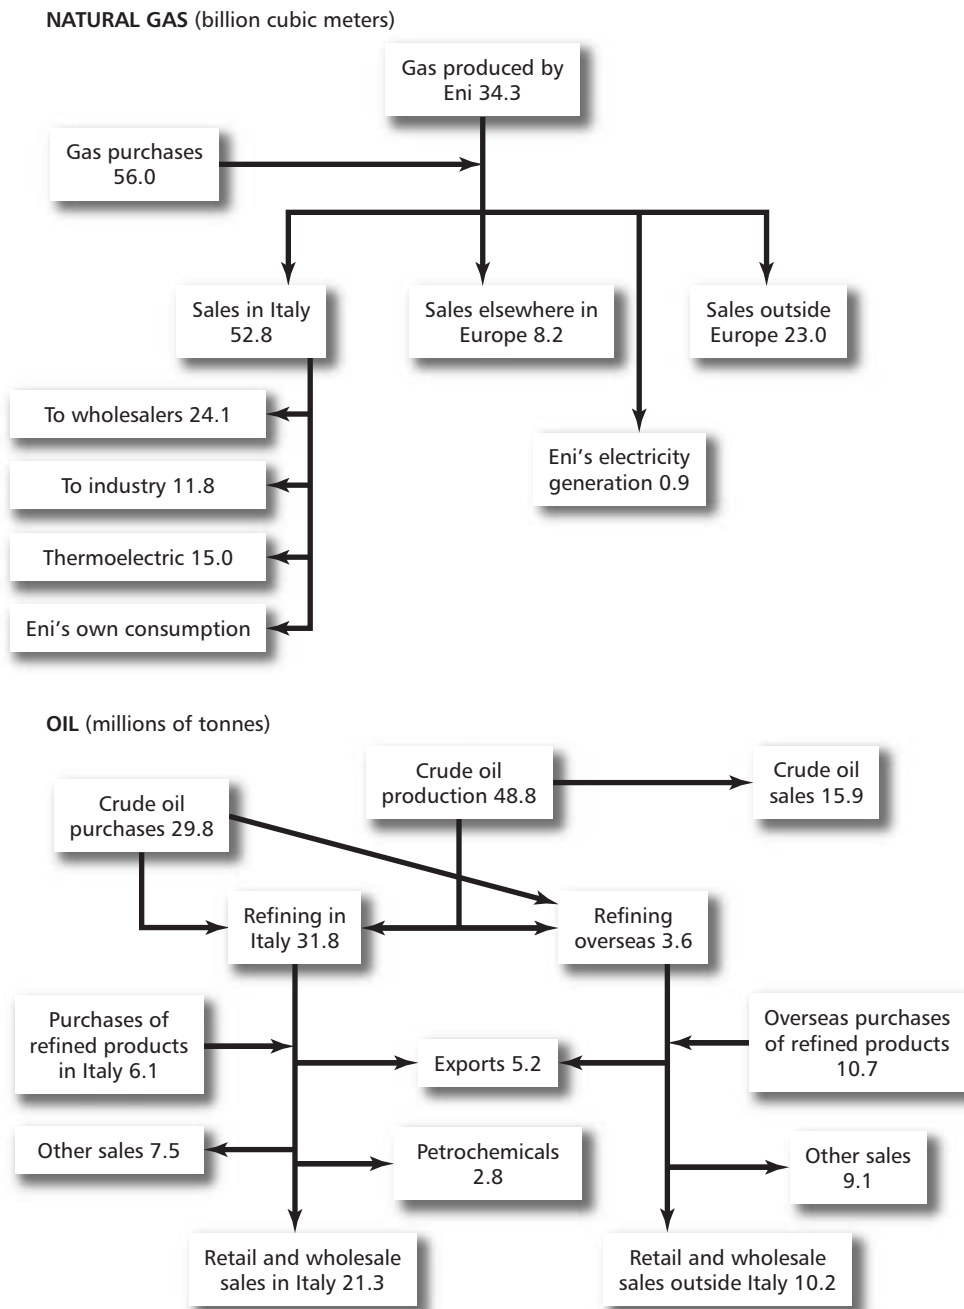 NATURAL GAS (billion cubic meters)
Gas produced by
Eni 34.3
Gas purchases
56.0
Sales in Italy
52.8
Sales elsewhere in
Europe 8.2
Sales outside
Europe 23.0
To wholesalers 24.1
Eni’s electricity
generation 0.9
To industry 11.8
Thermoelectric 15.0
Eni’s own consumption
OIL (millions of tonnes)
Crude oil
purchases 29.8
Crude oil
production 48.8
Crude oil
sales 15.9
Refining in
Italy 31.8
Refining
overseas 3.6
Purchases of
refined products
in Italy 6.1
Exports 5.2
Overseas purchases
of refined products
10.7
Other sales 7.5
Petrochemicals
2.8
Other sales
9.1
Retail and wholesale
sales in Italy 21.3
Retail and wholesale
sales outside Italy 10.2